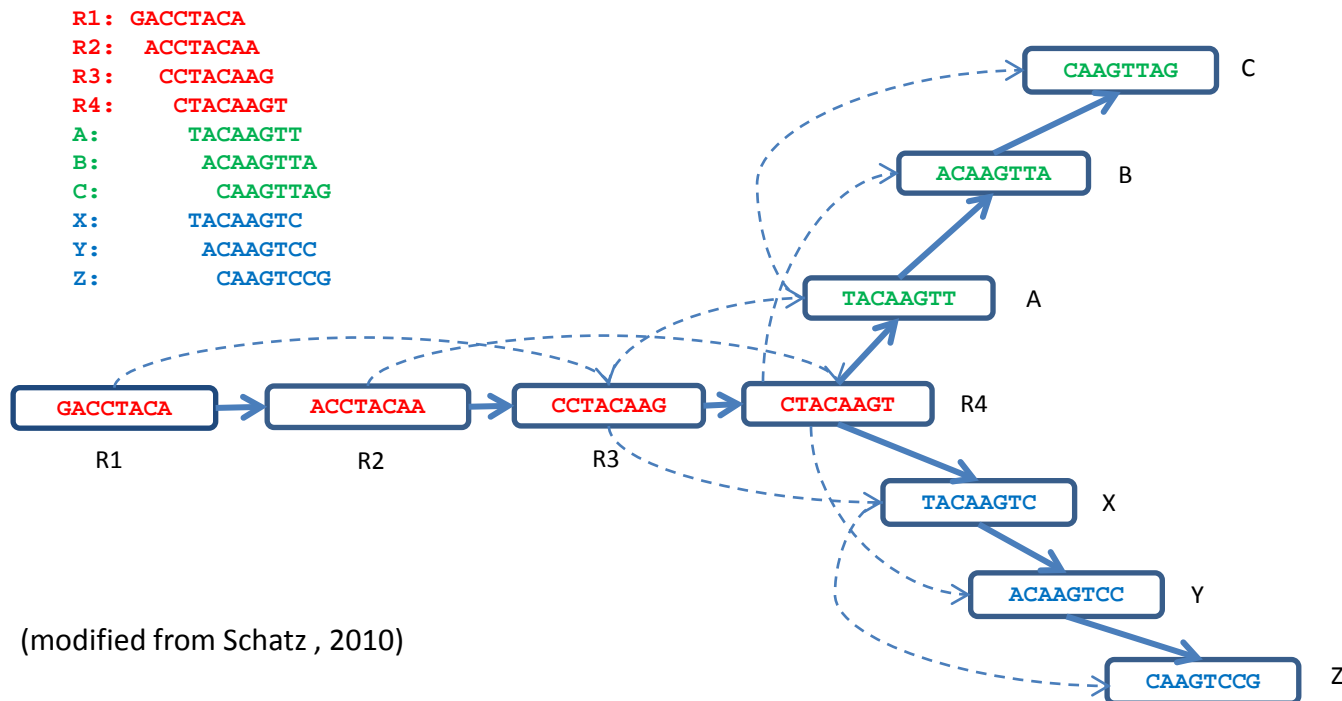 R1: GACCTACA
R2: ACCTACAA
R3: CCTACAAG
R4: CTACAAGT
A: TACAAGTT
B: ACAAGTTA
C: CAAGTTAG
X: TACAAGTC
Y: ACAAGTCC
Z: CAAGTCCG
CAAGTTAG C
ACAAGTTA B
TACAAGTT A
GACCTACA ACCTACAA CCTACAAG CTACAAGT R4
R1 R2 R3
TACAAGTC X
ACAAGTCC Y
(modified from Schatz , 2010)
CAAGTCCG Z